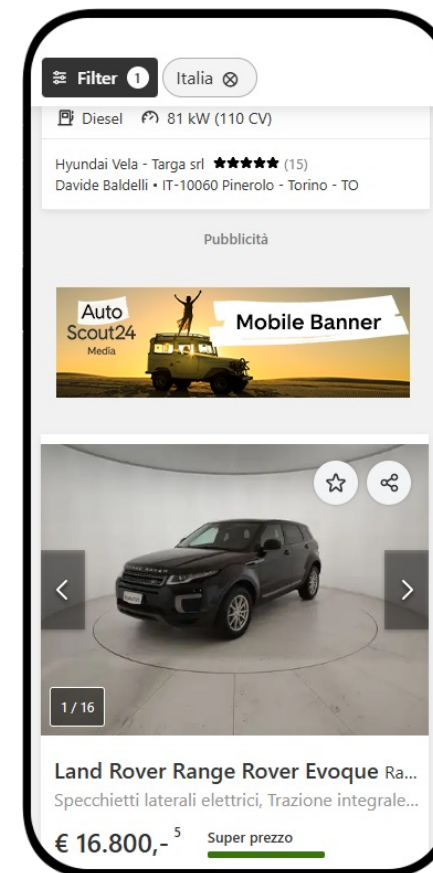 Filter 1 Italia
Diesel 81 kW (110 CV)
Hyundai Vela - Targa srl ★★★★★ (15)
Davide Baldelli • IT-10060 Pinerolo - Torino - TO
Pubblicità
Auto
Scout24
Media
Mobile Banner
1 / 16
Land Rover Range Rover Evoque Ra...
Specchietti laterali elettrici, Trazione integrale...
€ 16.800,- 5 Super prezzo